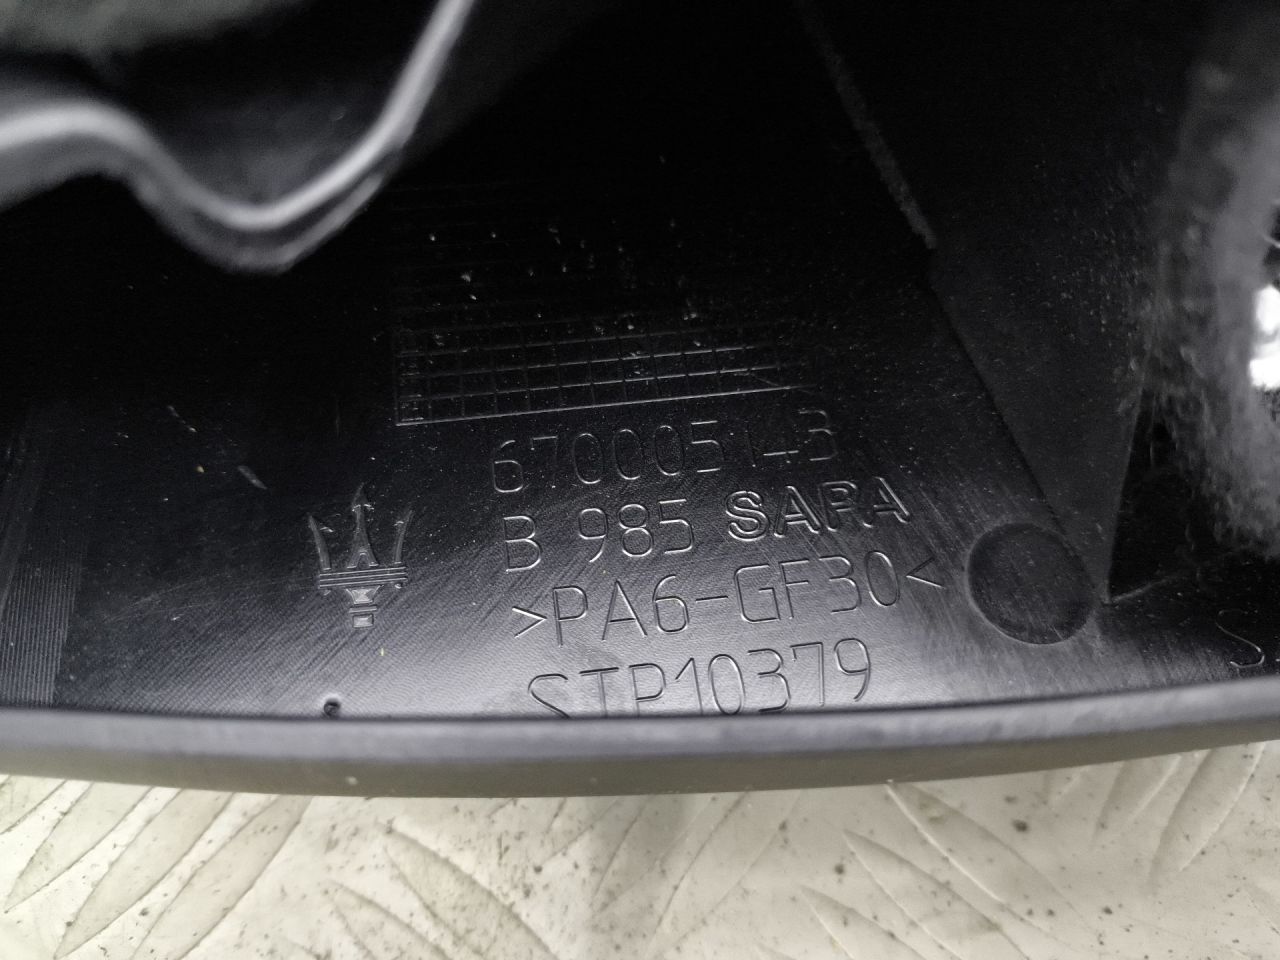 670005143
B 985 SARA
>PA6-GF30<
STP10379
S